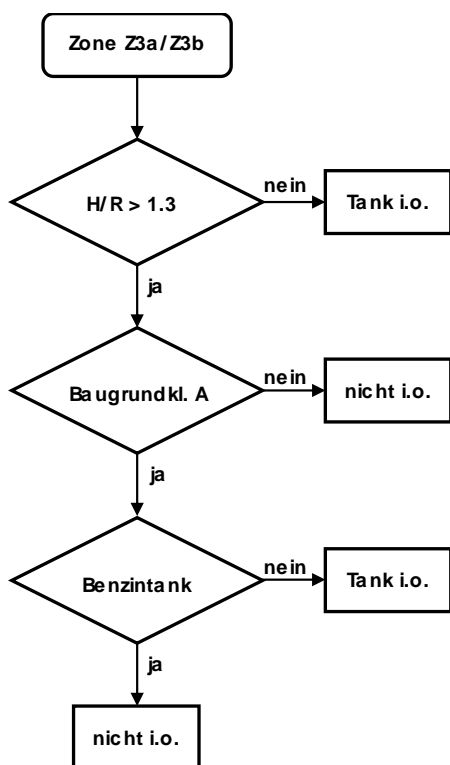 Zone Z3a/Z3b
H/R > 1.3
nein
Tank i.o.
ja
Baugrundkl. A
nein
nicht i.o.
ja
Benzintank
nein
Tank i.o.
ja
nicht i.o.